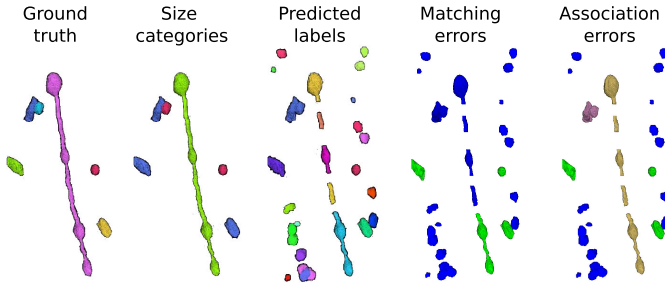 Ground
truth
Size
categories
Predicted
labels
Matching
errors
Association
errors